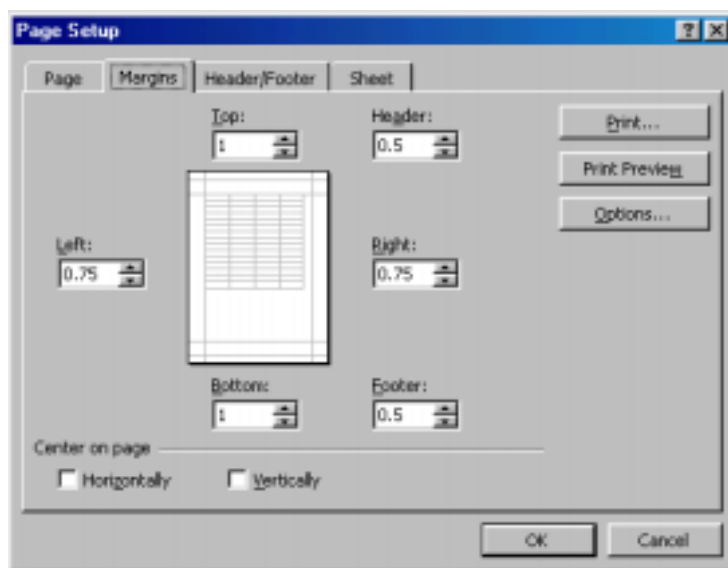 Page Setup
Page Margins Header/Footer Sheet
Top: Header:
1 0.5
Print...
Print Preview
Options...
Left: Right:
0.75 0.75
Bottom: Footer:
1 0.5
Center on page
Horizontally Vertically
OK Cancel